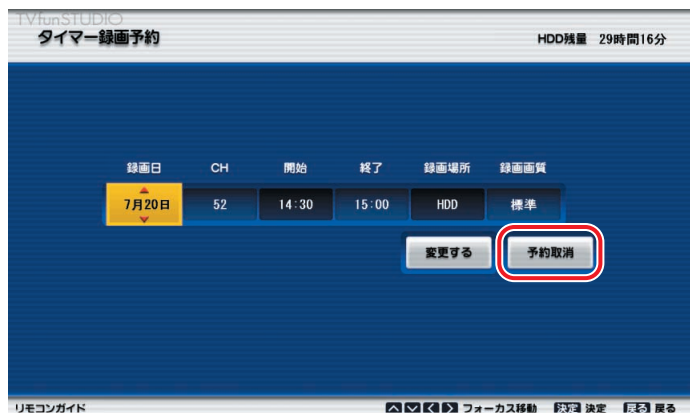 TVfunSTUDIO
タイマー録画予約
HDD残量 29時間16分
録画日 CH 開始 終了 録画場所 録画画質
7月20日 52 14:30 15:00 HDD 標準
変更する 予約取消
リモコンガイド フォーカス移動 決定 決定 戻る 戻る